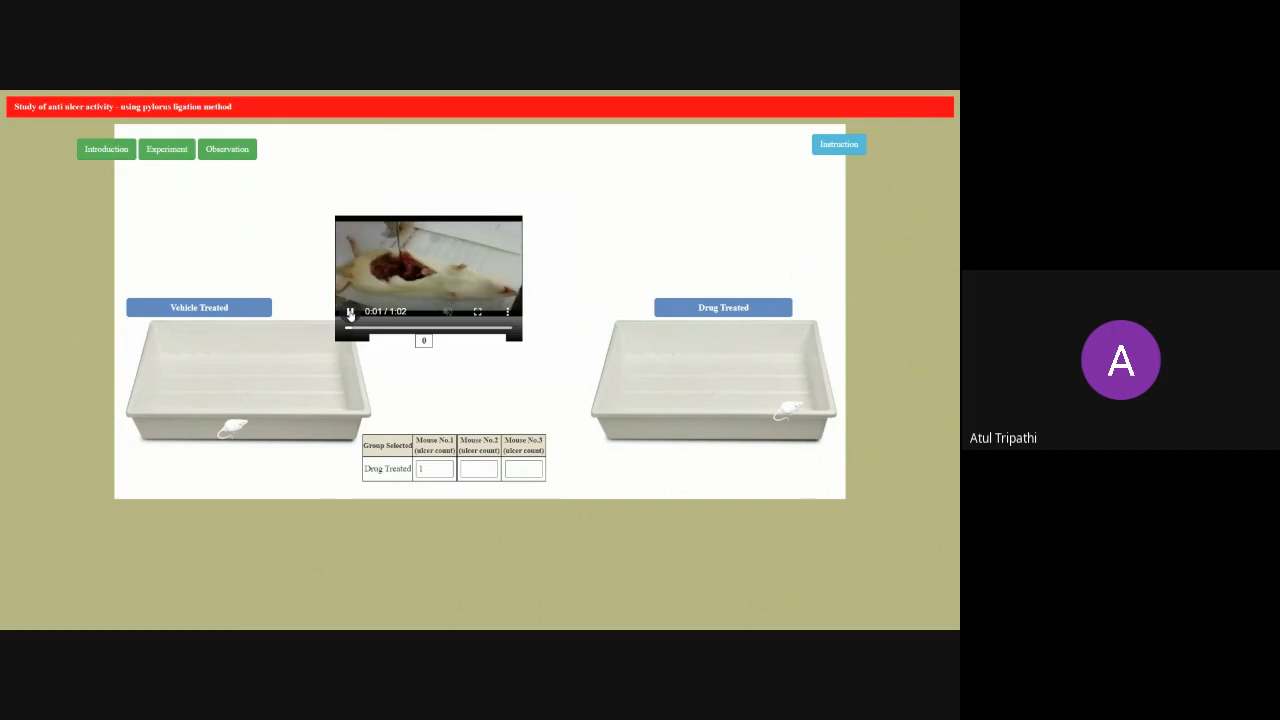 Study of anti ulcer activity - using pylorus ligation method
Introduction Experiment Observation
Instruction
0:01 / 1:02
Vehicle Treated
Drug Treated
0
Group Selected Mouse No.1 (ulcer count) Mouse No.2 (ulcer count) Mouse No.3 (ulcer count)
Drug Treated 1
A
Atul Tripathi